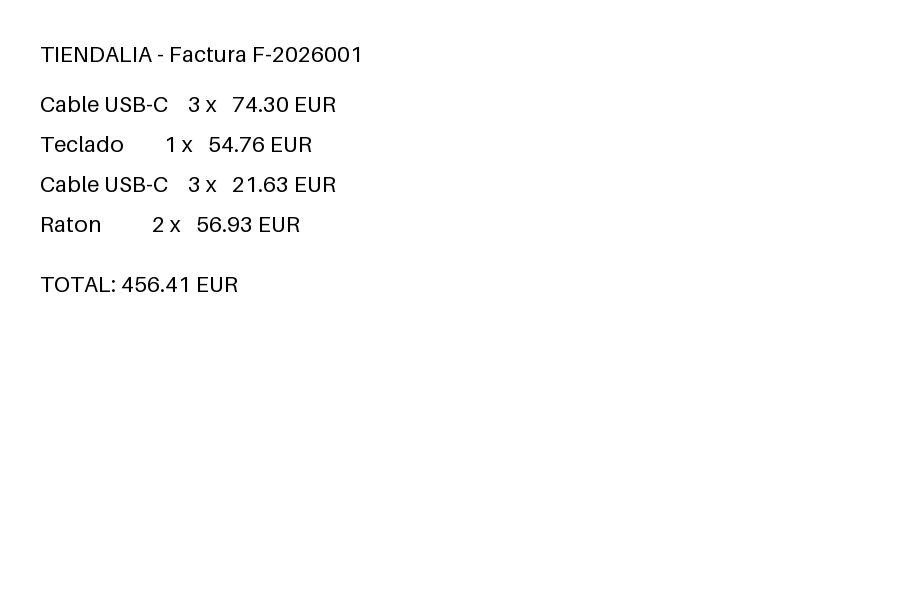 TIENDALIA - Factura F-2026001
Cable USB-C 3 x 74.30 EUR
Teclado 1 x 54.76 EUR
Cable USB-C 3 x 21.63 EUR
Raton 2 x 56.93 EUR
TOTAL: 456.41 EUR